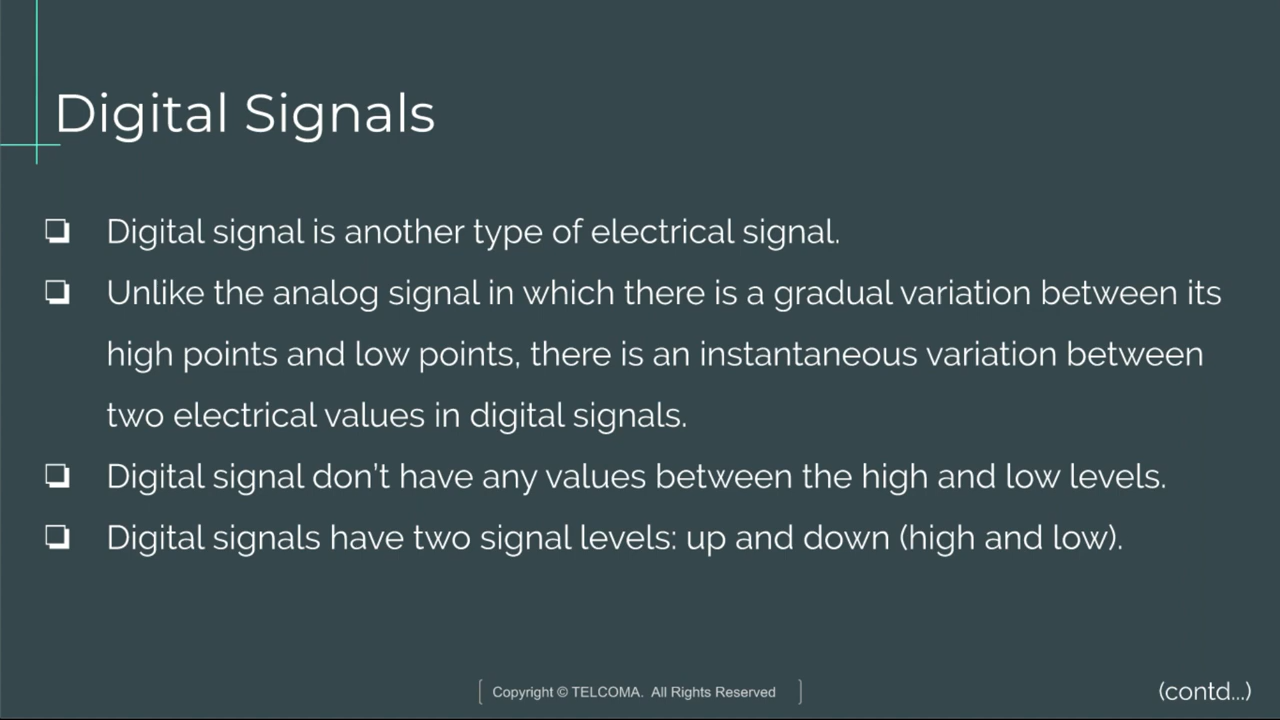 Digital Signals
❏ Digital signal is another type of electrical signal.
❏ Unlike the analog signal in which there is a gradual variation between its
high points and low points, there is an instantaneous variation between
two electrical values in digital signals.
❏ Digital signal don't have any values between the high and low levels.
❏ Digital signals have two signal levels: up and down (high and low).
[ Copyright © TELCOMA. All Rights Reserved ]
(contd...)